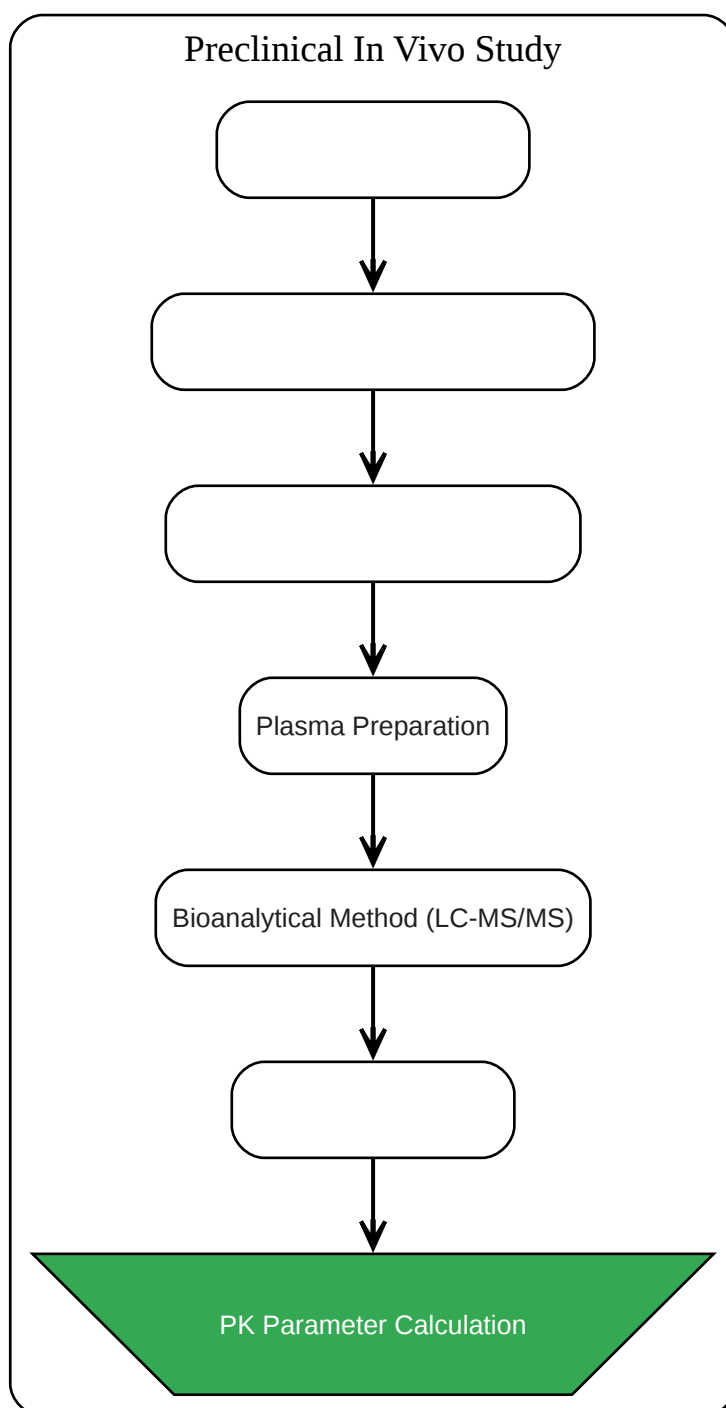 Preclinical In Vivo Study
Plasma Preparation
Bioanalytical Method (LC-MS/MS)
PK Parameter Calculation